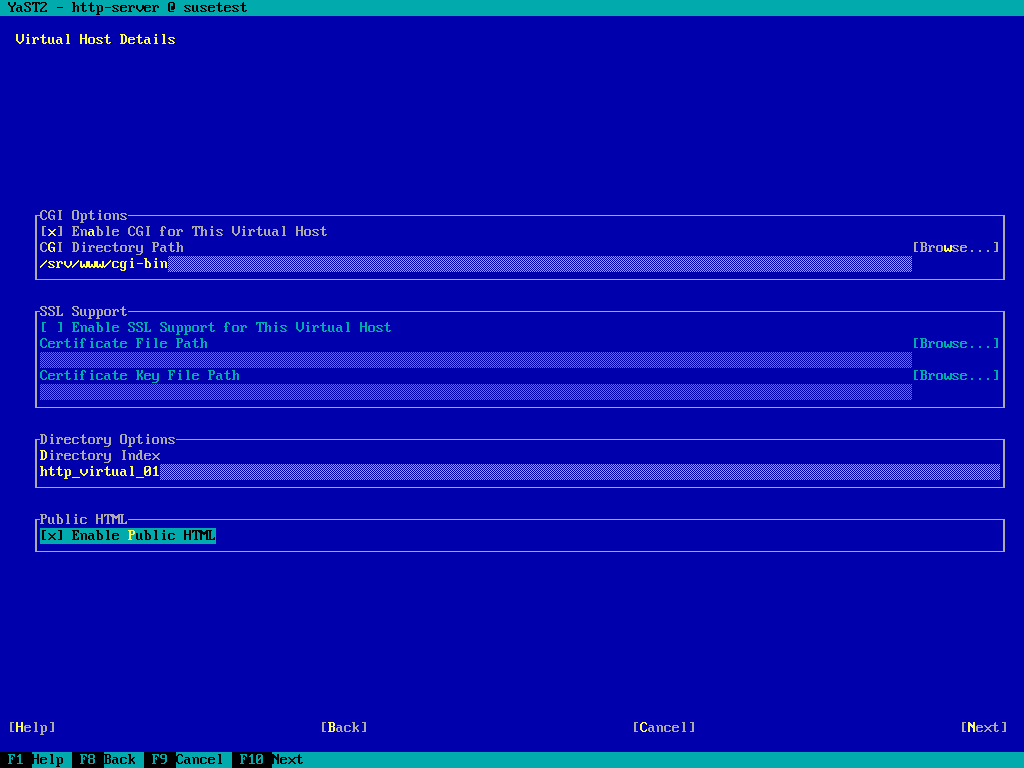 YaST2 - http-server @ susetest
Virtual Host Details
CGI Options
[x] Enable CGI for This Virtual Host
CGI Directory Path [Browse...]
/srv/www/cgi-bin
SSL Support
[ ] Enable SSL Support for This Virtual Host
Certificate File Path [Browse...]
Certificate Key File Path [Browse...]
Directory Options
Directory Index
http_virtual_01
Public HTML
[x] Enable Public HTML
[Help] [Back] [Cancel] [Next]
F1 Help F8 Back F9 Cancel F10 Next